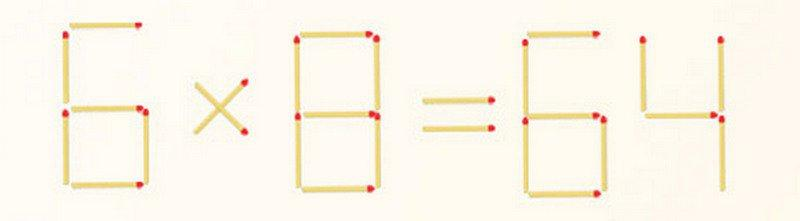 6 × 8 = 64